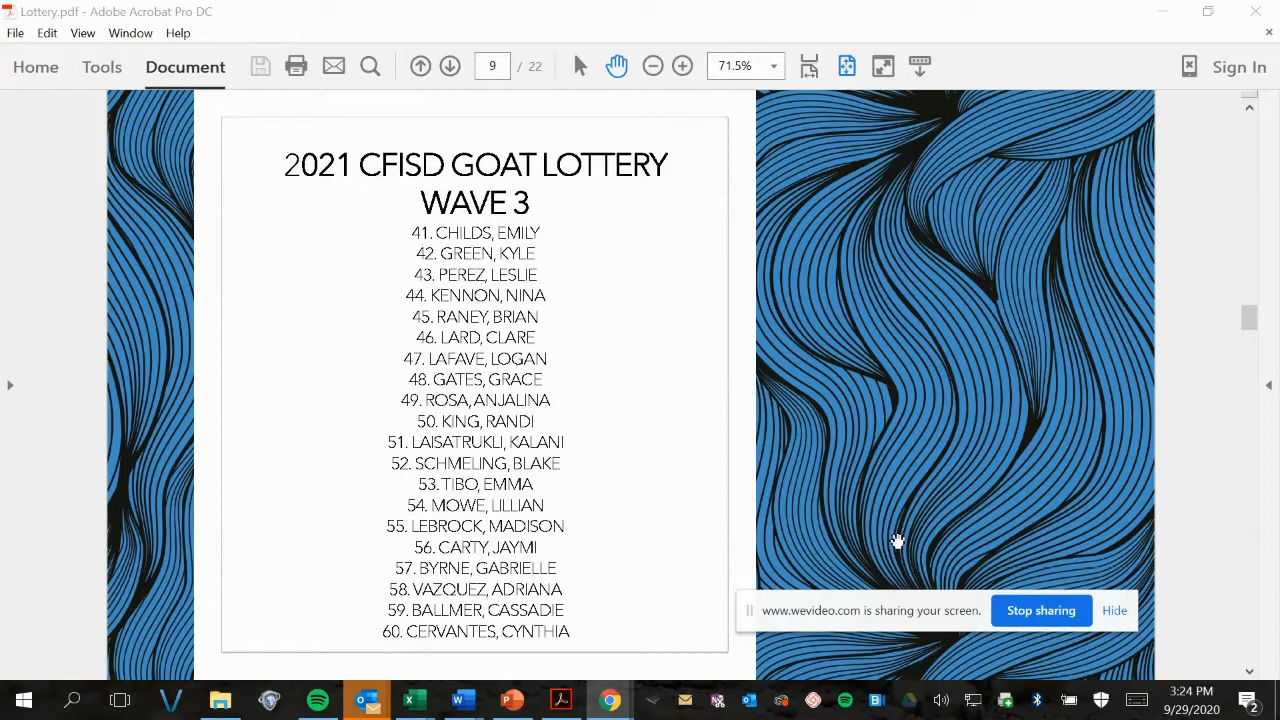 Lottery.pdf - Adobe Acrobat Pro DC
File Edit View Window Help
Home Tools Document 9 / 22 71.5% Sign In
2021 CFISD GOAT LOTTERY
WAVE 3
41. CHILDS, EMILY
42. GREEN, KYLE
43. PEREZ, LESLIE
44. KENNON, NINA
45. RANEY, BRIAN
46. LARD, CLARE
47. LAFAVE, LOGAN
48. GATES, GRACE
49. ROSA, ANJALINA
50. KING, RANDI
51. LAISATRUKLI, KALANI
52. SCHMELING, BLAKE
53. TIBO, EMMA
54. MOWE, LILLIAN
55. LEBROCK, MADISON
56. CARTY, JAYMI
57. BYRNE, GABRIELLE
58. VAZQUEZ, ADRIANA
59. BALLMER, CASSADIE
60. CERVANTES, CYNTHIA
www.wevideo.com is sharing your screen. Stop sharing Hide
3:24 PM
9/29/2020
2